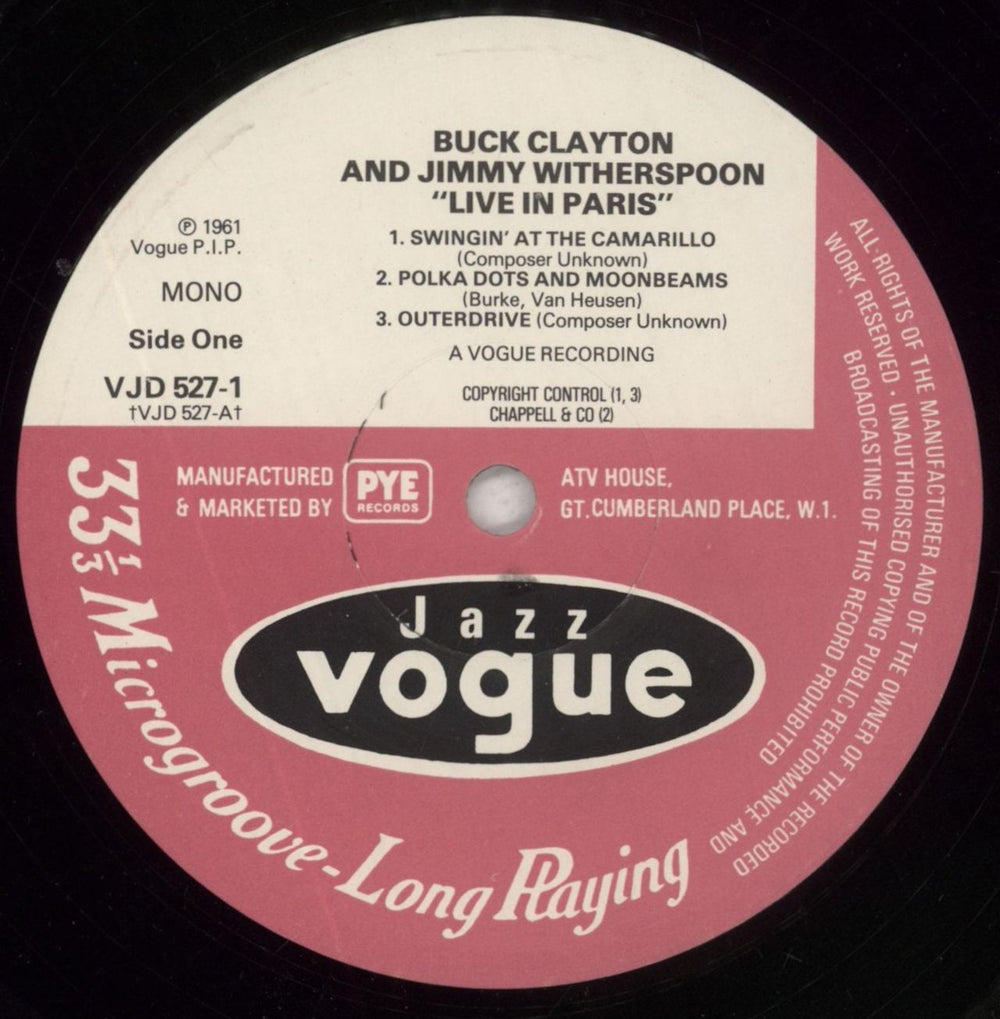 BUCK CLAYTON
AND JIMMY WITHERSPOON
“LIVE IN PARIS”
1. SWINGIN’ AT THE CAMARILLO
(Composer Unknown)
2. POLKA DOTS AND MOONBEAMS
(Burke, Van Heusen)
3. OUTERDRIVE (Composer Unknown)
A VOGUE RECORDING
COPYRIGHT CONTROL (1, 3)
CHAPPELL & CO (2)
℗ 1961
Vogue P.I.P.
MONO
Side One
VJD 527-1
†VJD 527-A†
MANUFACTURED
& MARKETED BY
PYE
RECORDS
ATV HOUSE,
GT. CUMBERLAND PLACE, W.1.
Jazz
vogue
33⅓ Microgroove-Long Playing
ALL-RIGHTS OF THE MANUFACTURER AND OF THE OWNER OF THE RECORDED
WORK RESERVED • UNAUTHORISED COPYING PUBLIC PERFORMANCE AND
BROADCASTING OF THIS RECORD PROHIBITED